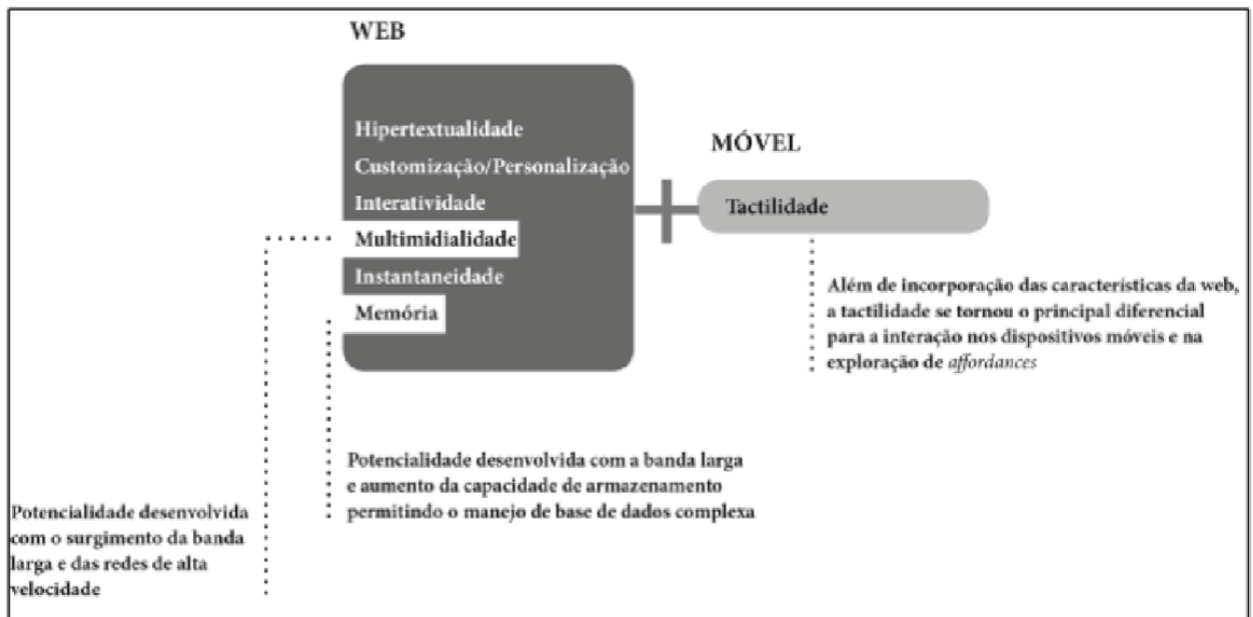 WEB
Hipertextualidade
Customização/Personalização
Interatividade
Multimidialidade
Instantaneidade
Memória
MÓVEL
Tactilidade
Além de incorporação das características da web,
a tactilidade se tornou o principal diferencial
para a interação nos dispositivos móveis e na
exploração de affordances
Potencialidade desenvolvida com a banda larga
e aumento da capacidade de armazenamento
permitindo o manejo de base de dados complexa
Potencialidade desenvolvida
com o surgimento da banda
larga e das redes de alta
velocidade